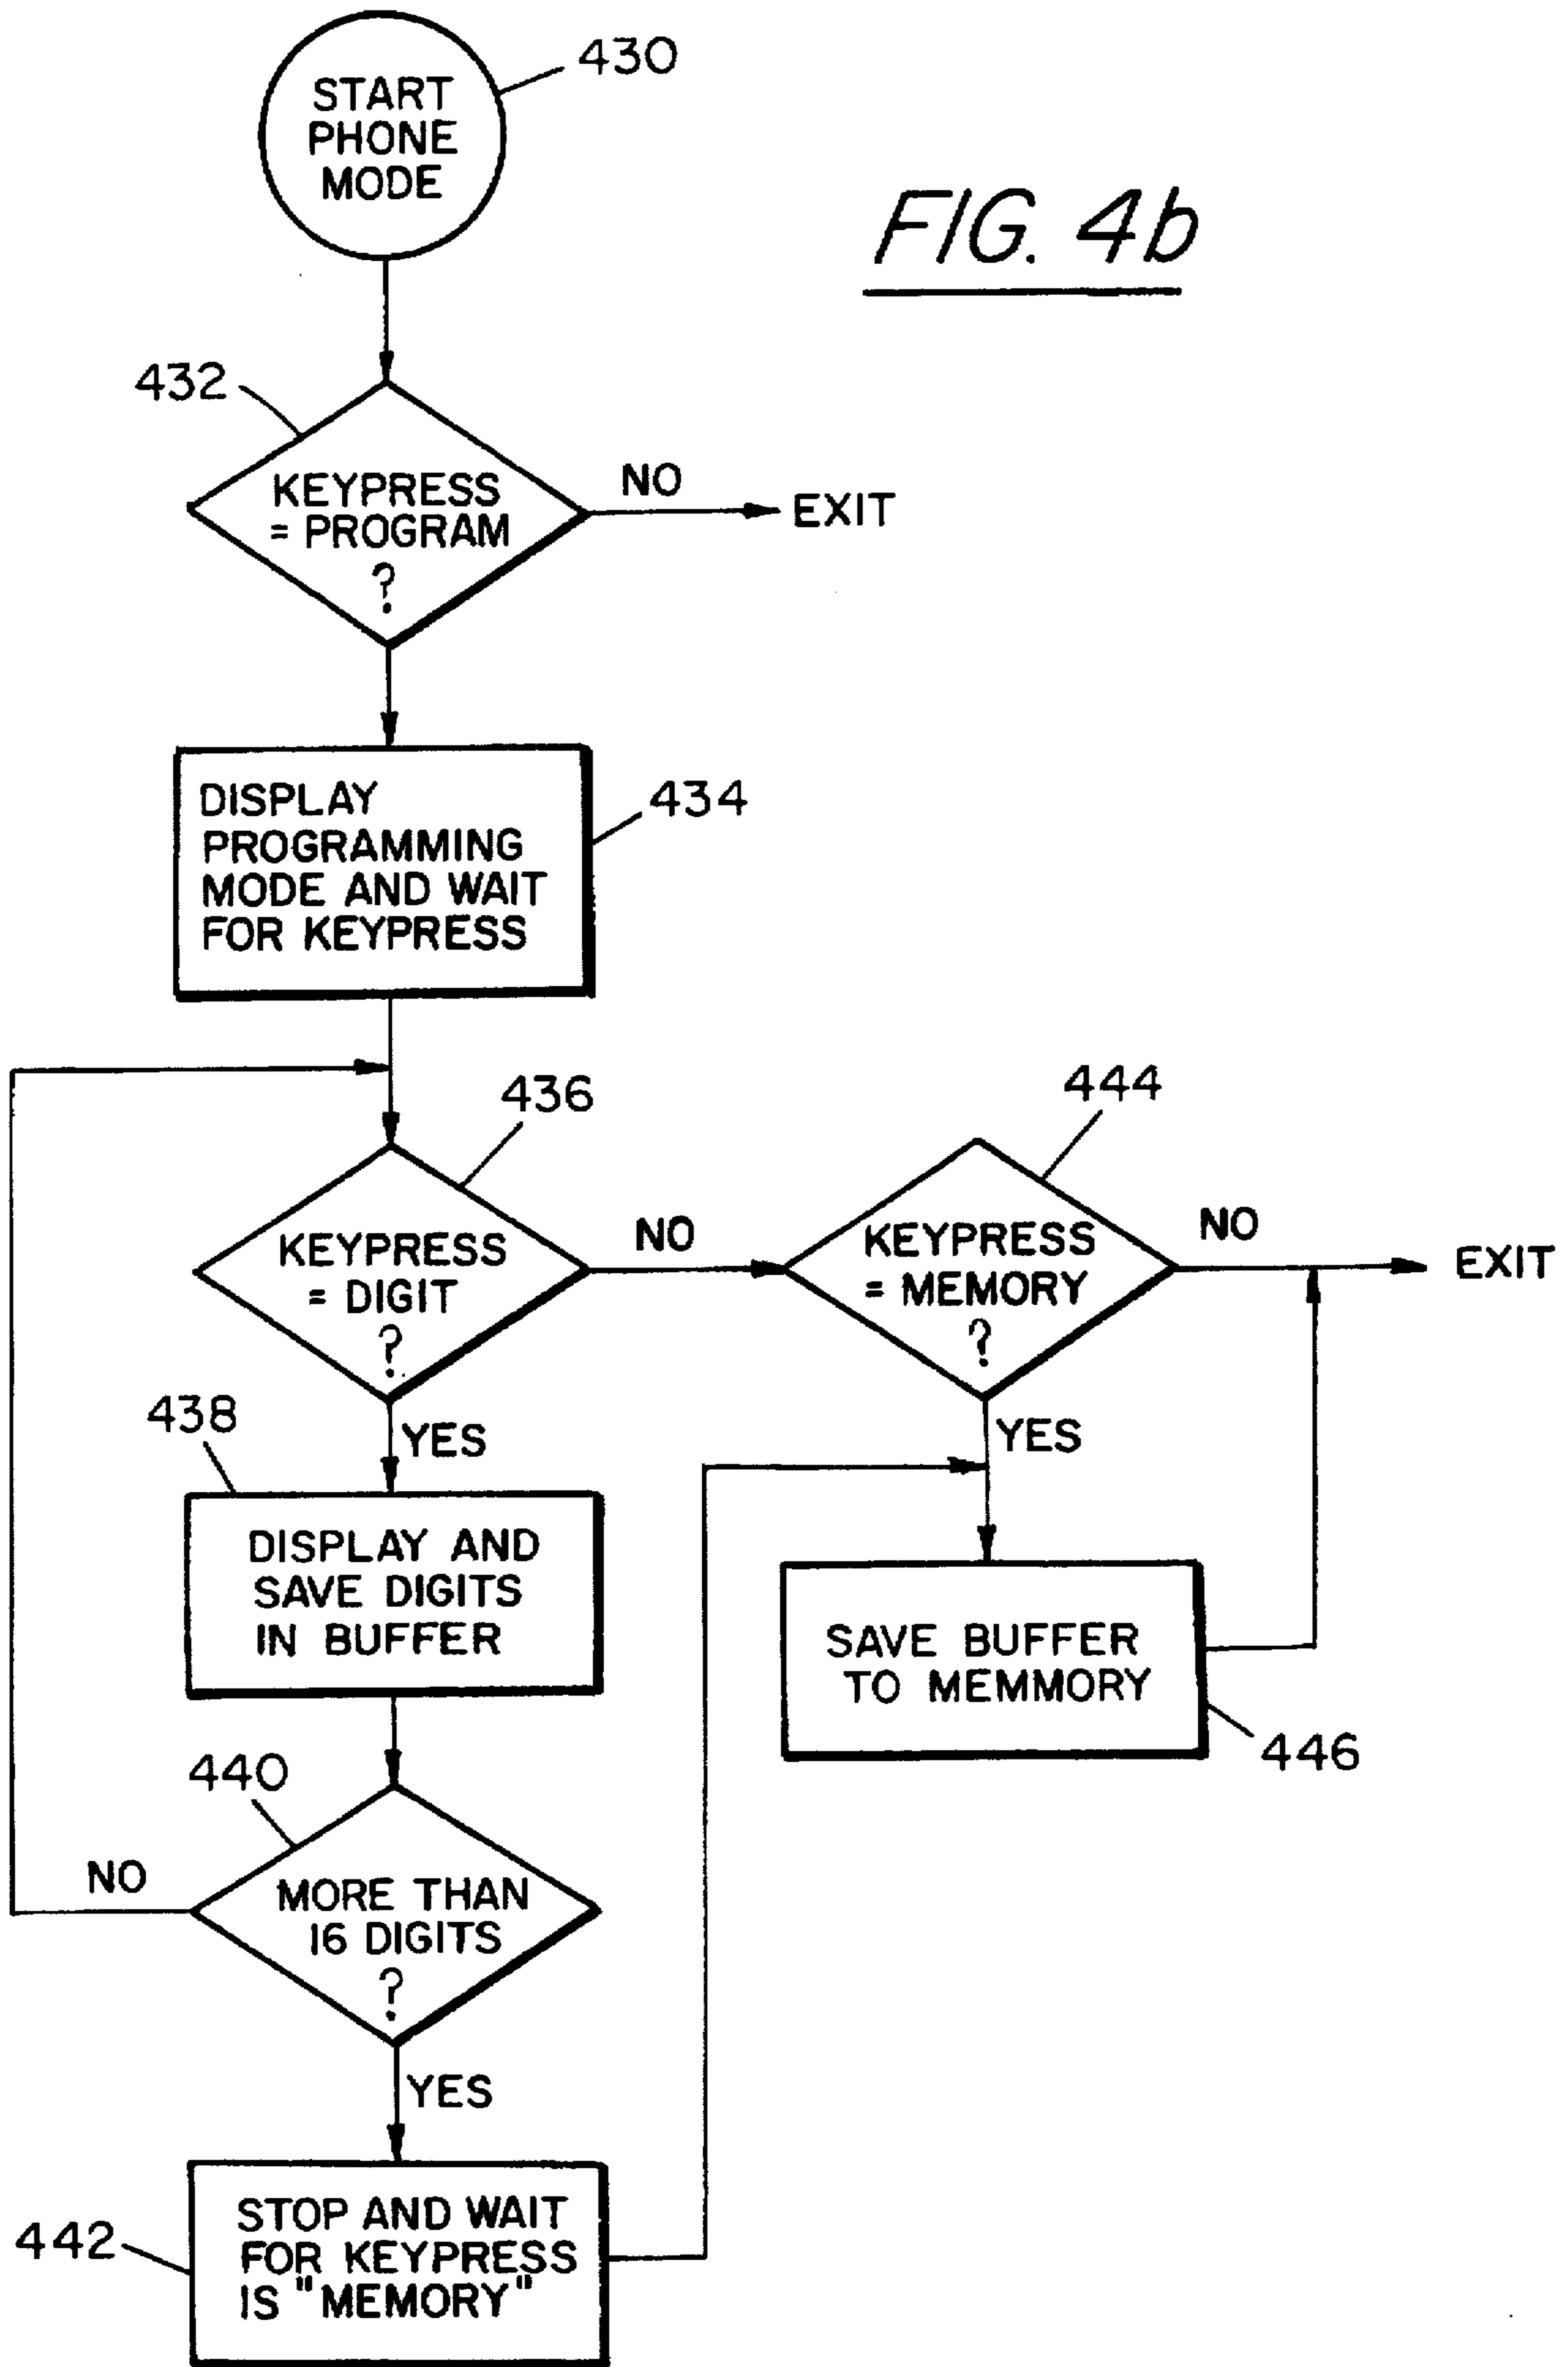 430
START
PHONE
MODE
FIG. 4b
432
KEYPRESS
= PROGRAM
?
NO
EXIT
434
DISPLAY
PROGRAMMING
MODE AND WAIT
FOR KEYPRESS
436
KEYPRESS
= DIGIT
?
NO
444
KEYPRESS
= MEMORY
?
NO
EXIT
YES
438
DISPLAY AND
SAVE DIGITS
IN BUFFER
YES
SAVE BUFFER
TO MEMMORY
446
440
MORE THAN
16 DIGITS
?
NO
YES
442
STOP AND WAIT
FOR KEYPRESS
IS "MEMORY"